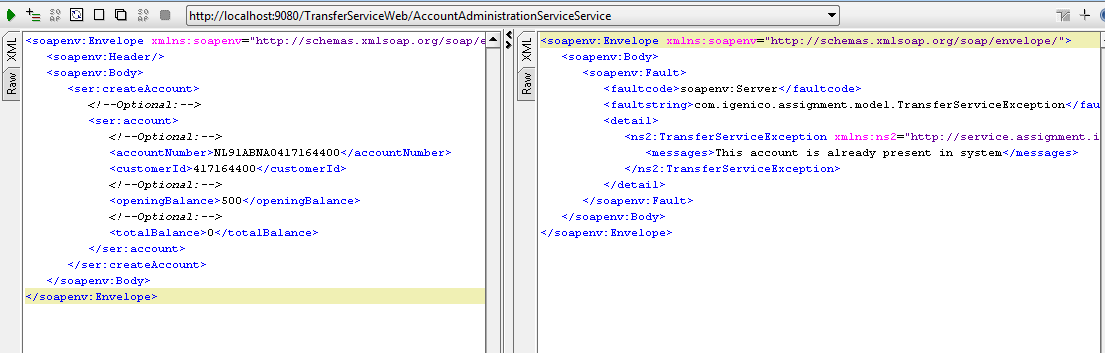 SO AP
SO AP
http://localhost:9080/TransferServiceWeb/AccountAdministrationServiceService
XML
Raw
<soapenv:Envelope xmlns:soapenv="http://schemas.xmlsoap.org/soap/e
<soapenv:Header/>
<soapenv:Body>
<ser:createAccount>
<!--Optional:-->
<ser:account>
<!--Optional:-->
<accountNumber>NL91ABNA0417164400</accountNumber>
<customerId>417164400</customerId>
<!--Optional:-->
<openingBalance>500</openingBalance>
<!--Optional:-->
<totalBalance>0</totalBalance>
</ser:account>
</ser:createAccount>
</soapenv:Body>
</soapenv:Envelope>
XML
Raw
<soapenv:Envelope xmlns:soapenv="http://schemas.xmlsoap.org/soap/envelope/">
<soapenv:Body>
<soapenv:Fault>
<faultcode>soapenv:Server</faultcode>
<faultstring>com.igenico.assignment.model.TransferServiceException</fau
<detail>
<ns2:TransferServiceException xmlns:ns2="http://service.assignment.i
<messages>This account is already present in system</messages>
</ns2:TransferServiceException>
</detail>
</soapenv:Fault>
</soapenv:Body>
</soapenv:Envelope>